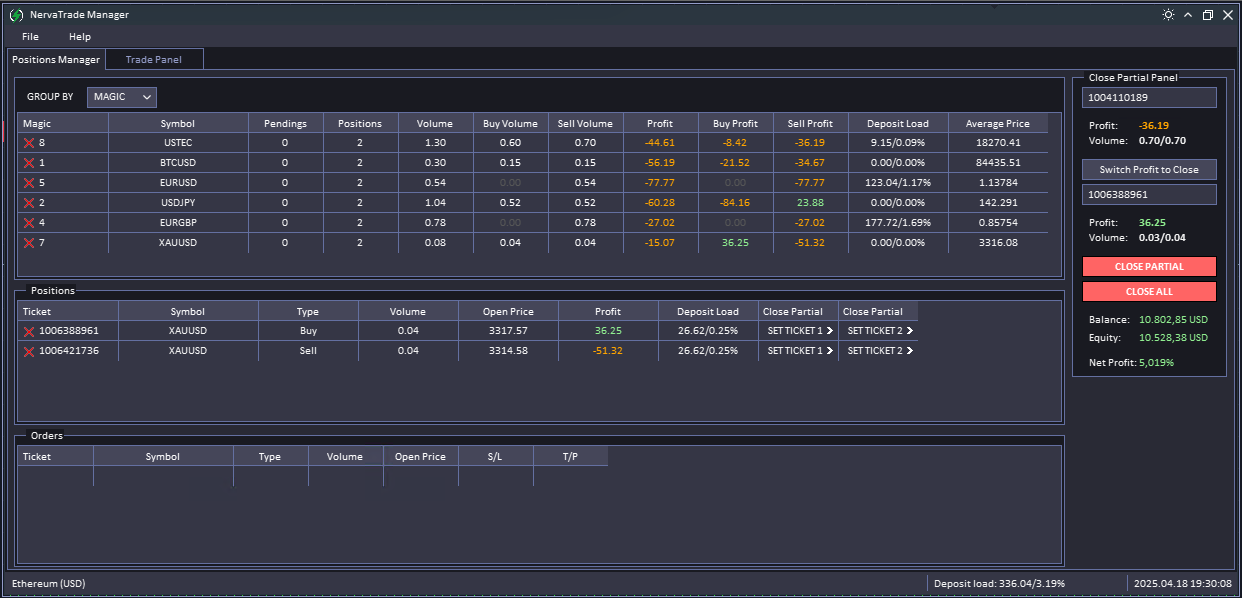 NervaTrade Manager
File Help
Positions Manager Trade Panel
GROUP BY MAGIC
Magic Symbol Pendings Positions Volume Buy Volume Sell Volume Profit Buy Profit Sell Profit Deposit Load Average Price
8 USTEC 0 2 1.30 0.60 0.70 -44.61 -8.42 -36.19 9.15/0.09% 18270.41
1 BTCUSD 0 2 0.30 0.15 0.15 -56.19 -21.52 -34.67 0.00/0.00% 84435.51
5 EURUSD 0 2 0.54 0.00 0.54 -77.77 0.00 -77.77 123.04/1.17% 1.13784
2 USDJPY 0 2 1.04 0.52 0.52 -60.28 -84.16 23.88 0.00/0.00% 142.291
4 EURGBP 0 2 0.78 0.00 0.78 -27.02 0.00 -27.02 177.72/1.69% 0.85754
7 XAUUSD 0 2 0.08 0.04 0.04 -15.07 36.25 -51.32 0.00/0.00% 3316.08
Positions
Ticket Symbol Type Volume Open Price Profit Deposit Load Close Partial Close Partial
1006388961 XAUUSD Buy 0.04 3317.57 36.25 26.62/0.25% SET TICKET 1 SET TICKET 2
1006421736 XAUUSD Sell 0.04 3314.58 -51.32 26.62/0.25% SET TICKET 1 SET TICKET 2
Orders
Ticket Symbol Type Volume Open Price S/L T/P
Close Partial Panel
1004110189
Profit: -36.19
Volume: 0.70/0.70
Switch Profit to Close
1006388961
Profit: 36.25
Volume: 0.03/0.04
CLOSE PARTIAL
CLOSE ALL
Balance: 10.802,85 USD
Equity: 10.528,38 USD
Net Profit: 5,019%
Ethereum (USD) Deposit load: 336.04/3.19% 2025.04.18 19:30:08